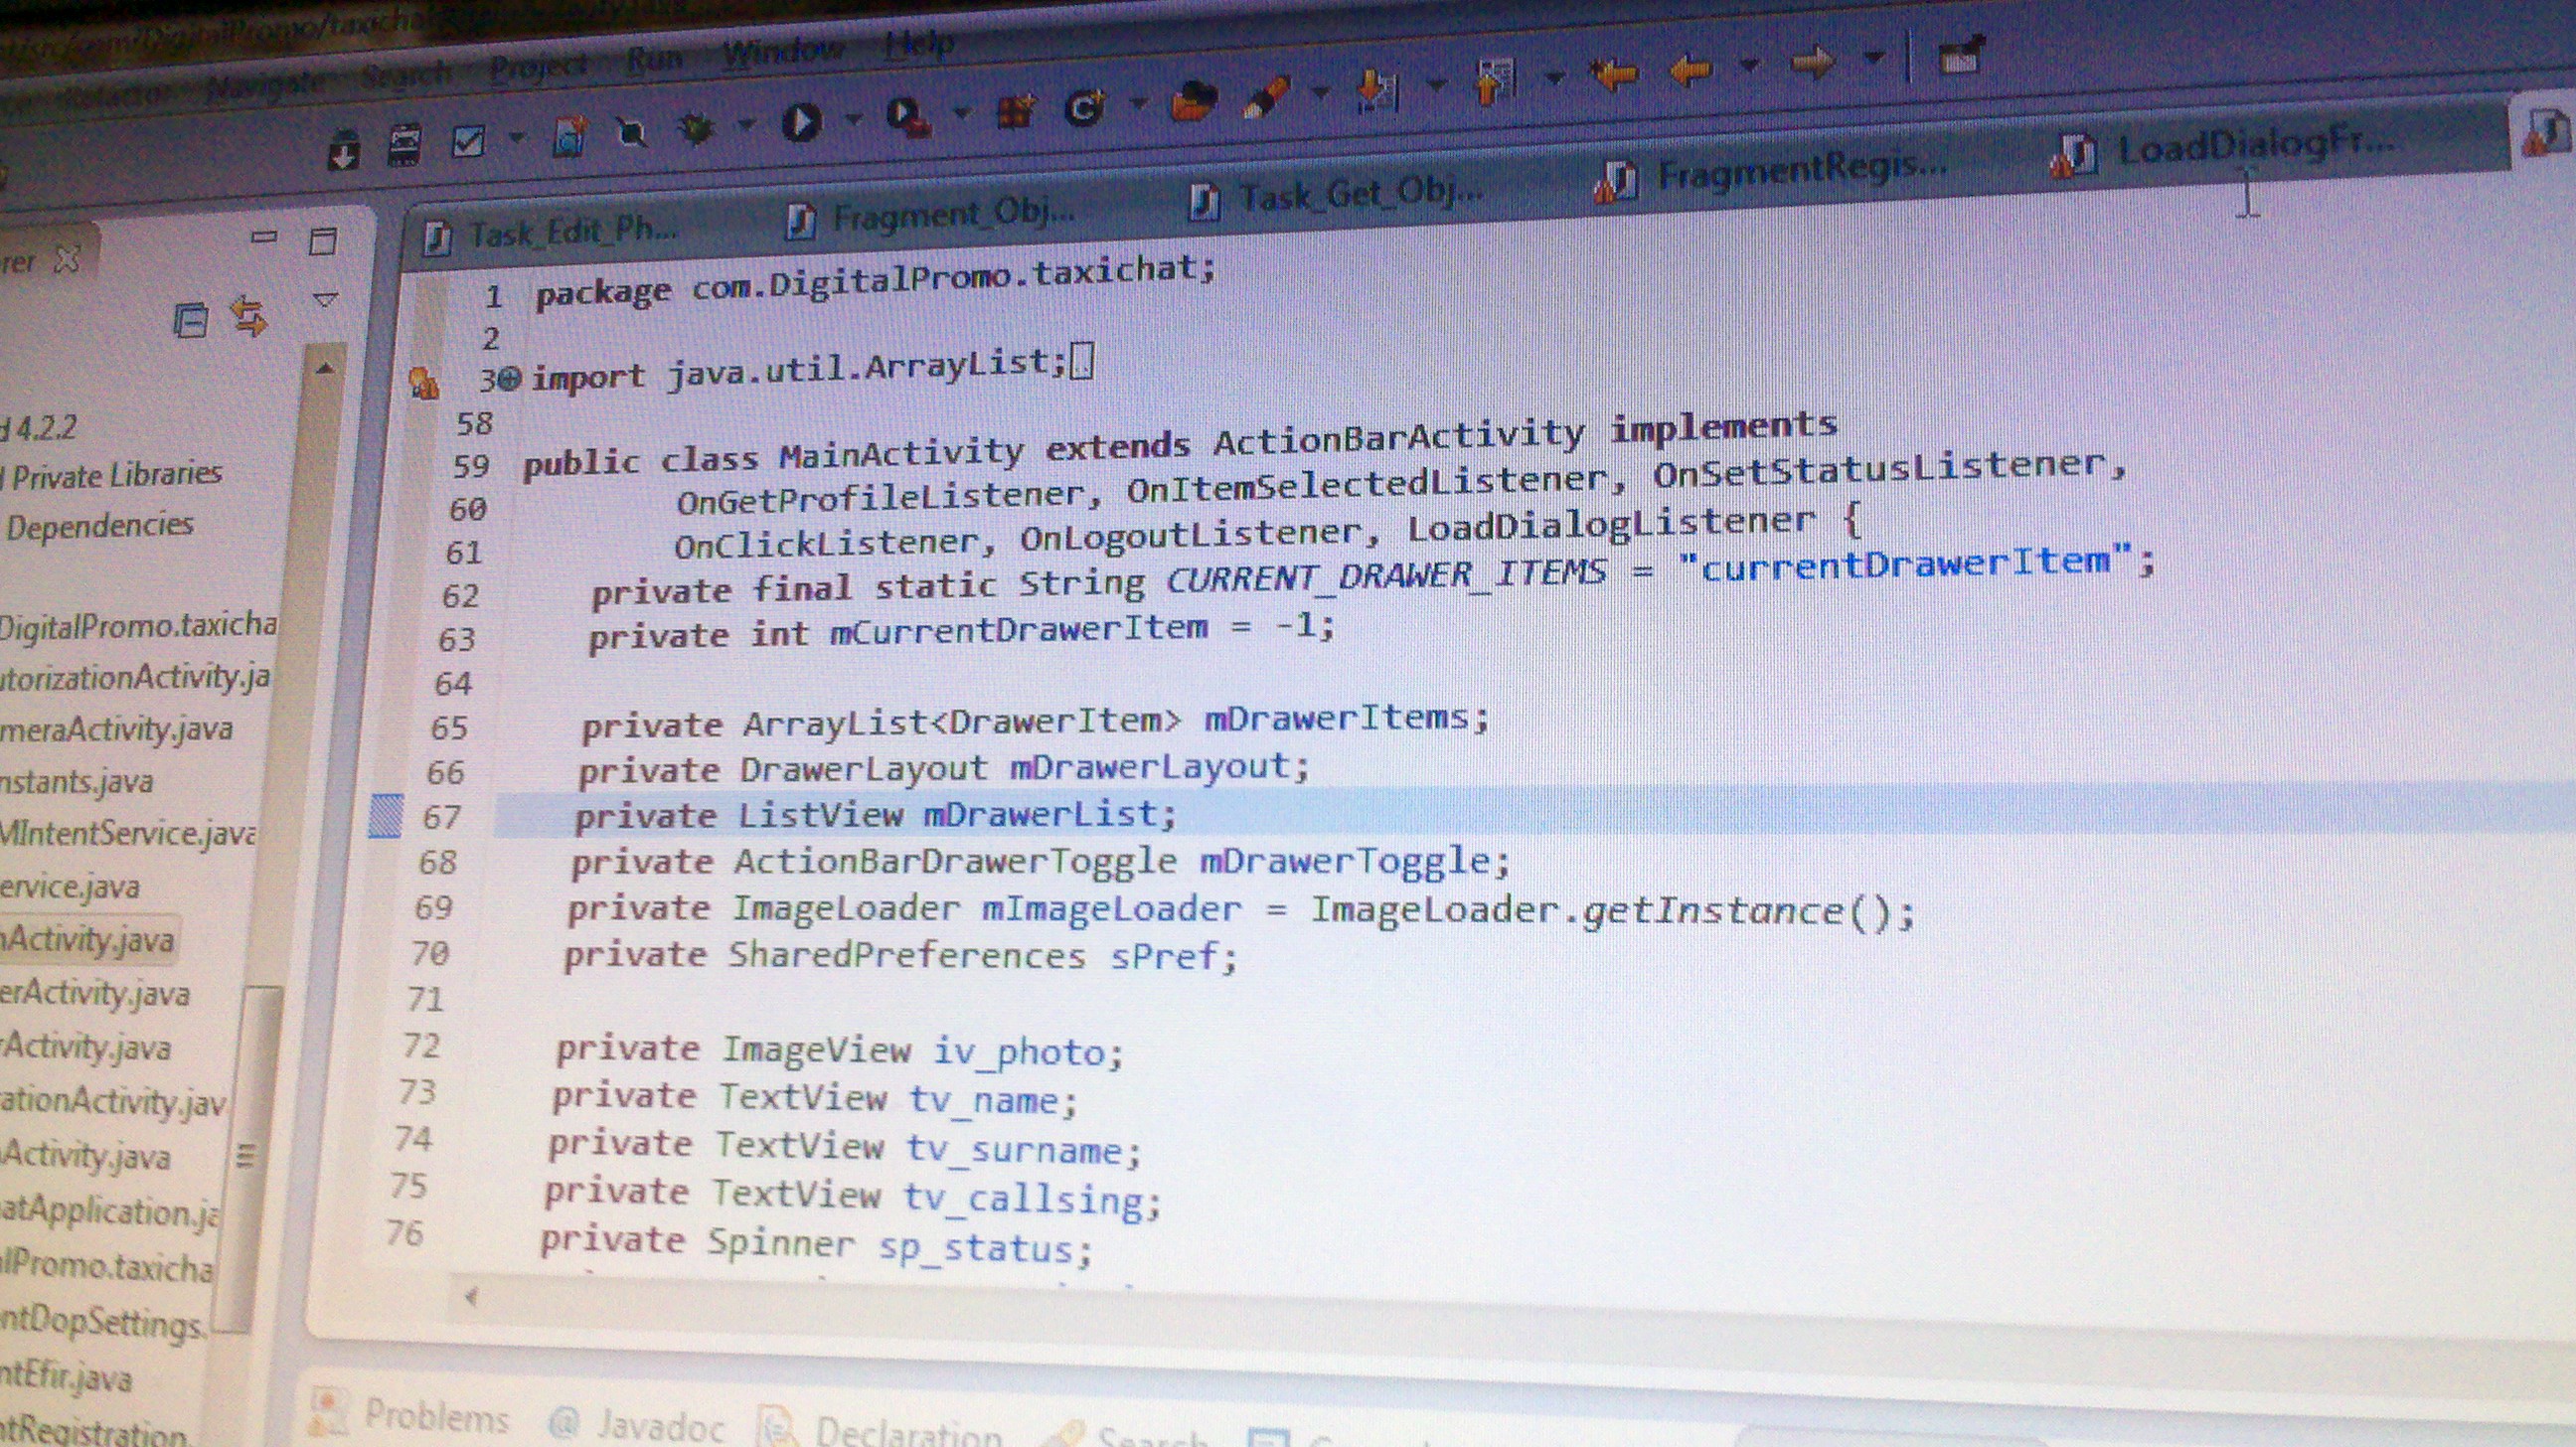 Refactor Navigate Search Project Run Window Help
Task_Edit_Ph... Fragment_Obj... Task_Get_Obj... FragmentRegis... LoadDialogFr...
rer
4.2.2
Private Libraries
Dependencies
DigitalPromo.taxicha
utorizationActivity.ja
meraActivity.java
nstants.java
MIntentService.java
ervice.java
nActivity.java
erActivity.java
rActivity.java
ationActivity.jav
Activity.java
atApplication.ja
lPromo.taxicha
ntDopSettings.
ntEfir.java
ntRegistration.
1 package com.DigitalPromo.taxichat;
2
3 import java.util.ArrayList;
58
59 public class MainActivity extends ActionBarActivity implements
60 OnGetProfileListener, OnItemSelectedListener, OnSetStatusListener,
61 OnClickListener, OnLogoutListener, LoadDialogListener {
62 private final static String CURRENT_DRAWER_ITEMS = "currentDrawerItem";
63 private int mCurrentDrawerItem = -1;
64
65 private ArrayList<DrawerItem> mDrawerItems;
66 private DrawerLayout mDrawerLayout;
67 private ListView mDrawerList;
68 private ActionBarDrawerToggle mDrawerToggle;
69 private ImageLoader mImageLoader = ImageLoader.getInstance();
70 private SharedPreferences sPref;
71
72 private ImageView iv_photo;
73 private TextView tv_name;
74 private TextView tv_surname;
75 private TextView tv_callsing;
76 private Spinner sp_status;
Problems @ Javadoc Declaration Search